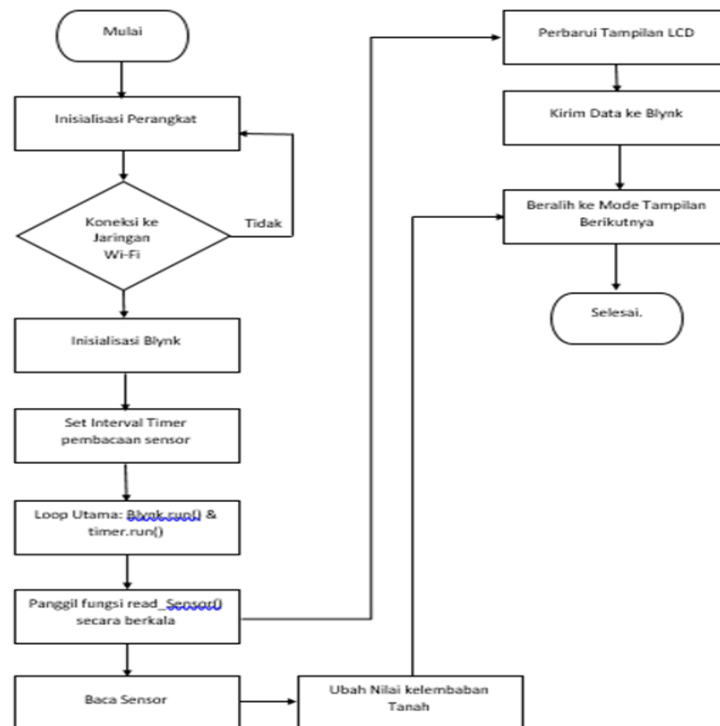 Mulai
Inisialisasi Perangkat
Koneksi ke
Jaringan
Wi-Fi
Tidak
Inisialisasi Blynk
Set Interval Timer
pembacaan sensor
Loop Utama: Blynk.run() &
timer.run()
Panggil fungsi read_Sensor()
secara berkala
Baca Sensor
Ubah Nilai kelembaban
Tanah
Perbarui Tampilan LCD
Kirim Data ke Blynk
Beralih ke Mode Tampilan
Berikutnya
Selesai.